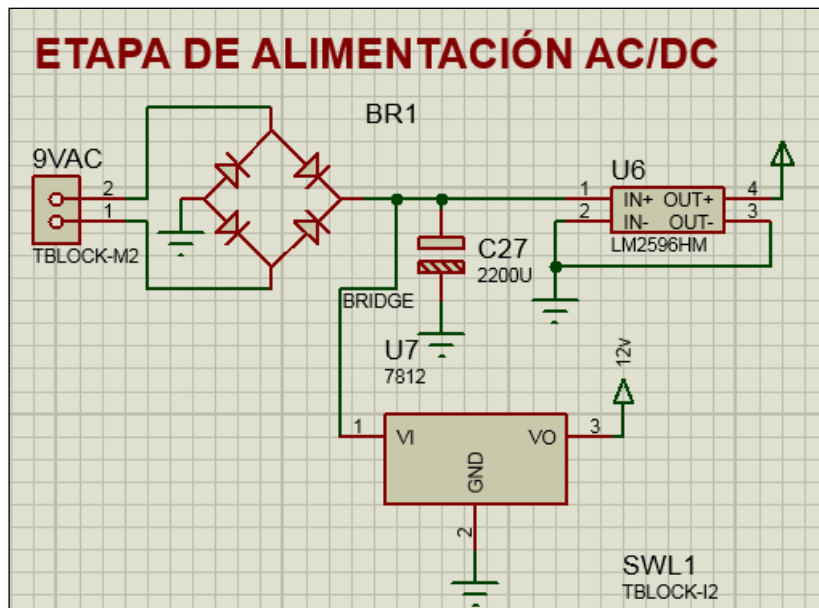 ETAPA DE ALIMENTACIÓN AC/DC
BR1
9VAC
2
1
TBLOCK-M2
BRIDGE
C27
2200U
U6
1
IN+ OUT+
4
2
IN- OUT-
3
LM2596HM
U7
7812
12v
1
VI
VO
3
GND
2
SWL1
TBLOCK-I2